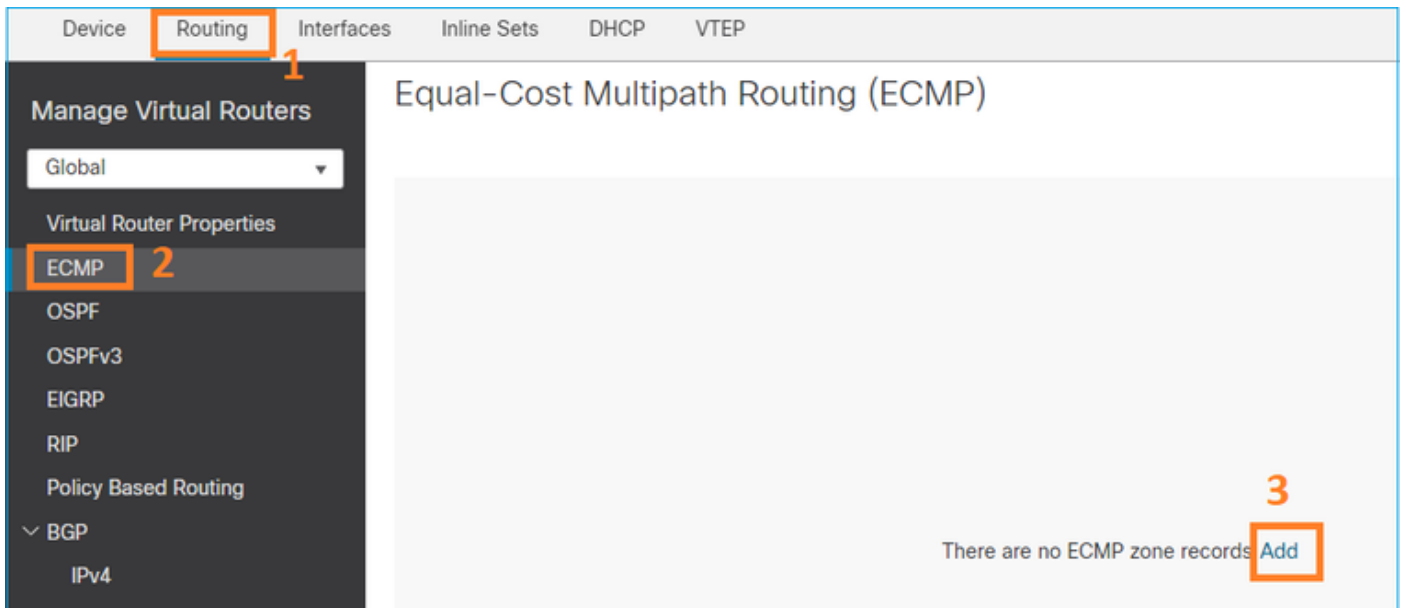 Device Routing Interfaces Inline Sets DHCP VTEP
1
Manage Virtual Routers
Global
Virtual Router Properties
ECMP 2
OSPF
OSPFv3
EIGRP
RIP
Policy Based Routing
BGP
IPv4
Equal-Cost Multipath Routing (ECMP)
3
There are no ECMP zone records Add